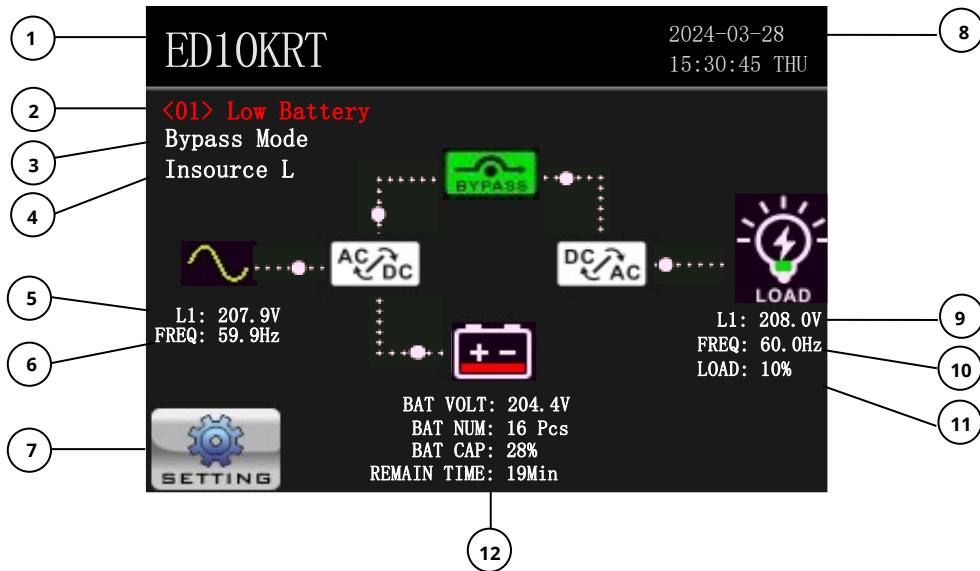 1
ED10KRT
2024-03-28
15:30:45 THU
8
2
<01> Low Battery
3
Bypass Mode
4
Insource L
BYPASS
AC DC
DC AC
LOAD
5
L1: 207.9V
6
FREQ: 59.9Hz
L1: 208.0V
9
FREQ: 60.0Hz
10
LOAD: 10%
11
+ -
BAT VOLT: 204.4V
BAT NUM: 16 Pcs
BAT CAP: 28%
REMAIN TIME: 19Min
7
SETTING
12